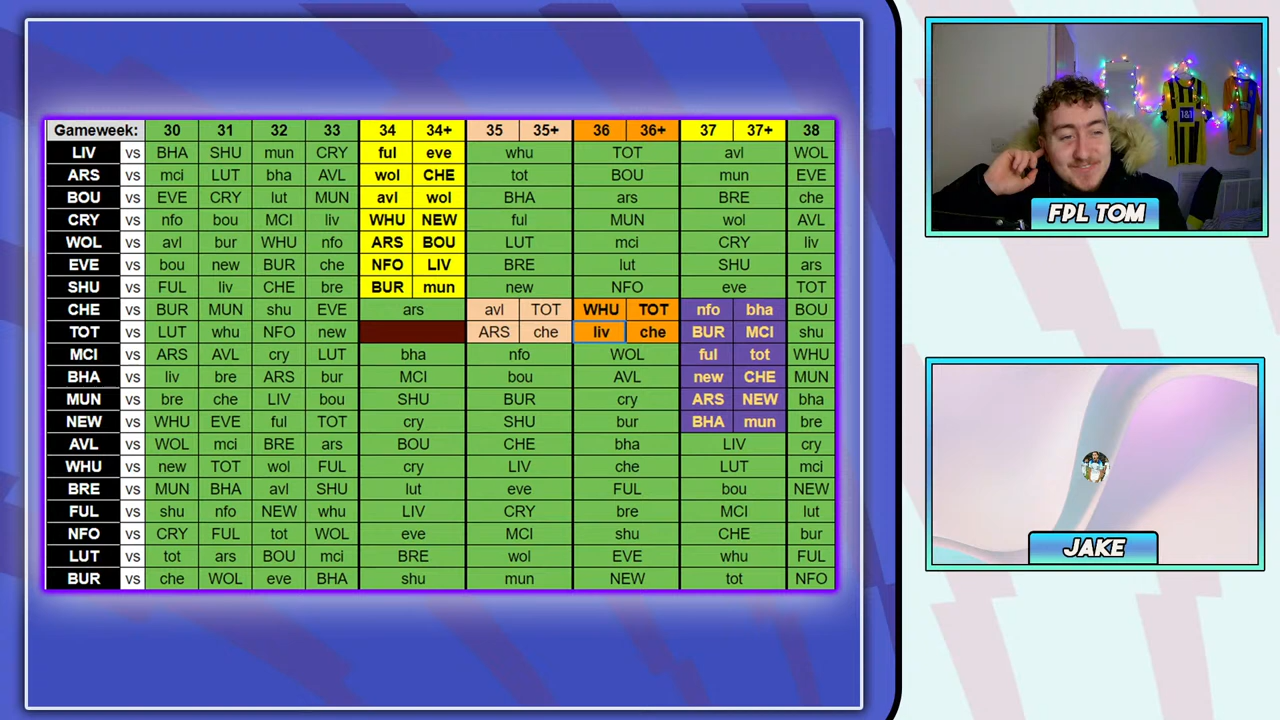 Gameweek: 30 31 32 33 34 34+ 35 35+ 36 36+ 37 37+ 38
LIV vs BHA SHU mun CRY ful eve whu TOT avl WOL
ARS vs mci LUT bha AVL wol CHE tot BOU mun EVE
BOU vs EVE CRY lut MUN avl wol BHA ars BRE che
CRY vs nfo bou MCI liv WHU NEW ful MUN wol AVL
WOL vs avl bur WHU nfo ARS BOU LUT mci CRY liv
EVE vs bou new BUR che NFO LIV BRE lut SHU ars
SHU vs FUL liv CHE bre BUR mun new NFO eve TOT
CHE vs BUR MUN shu EVE ars avl TOT WHU TOT nfo bha BOU
TOT vs LUT whu NFO new ARS che liv che BUR MCI shu
MCI vs ARS AVL cry LUT bha nfo WOL ful tot WHU
BHA vs liv bre ARS bur MCI bou AVL new CHE MUN
MUN vs bre che LIV bou SHU BUR cry ARS NEW bha
NEW vs WHU EVE ful TOT cry SHU bur BHA mun bre
AVL vs WOL mci BRE ars BOU CHE bha LIV cry
WHU vs new TOT wol FUL cry LIV che LUT mci
BRE vs MUN BHA avl SHU lut eve FUL bou NEW
FUL vs shu nfo NEW whu LIV CRY bre MCI lut
NFO vs CRY FUL tot WOL eve MCI shu CHE bur
LUT vs tot ars BOU mci BRE wol EVE whu FUL
BUR vs che WOL eve BHA shu mun NEW tot NFO
FPL TOM
JAKE